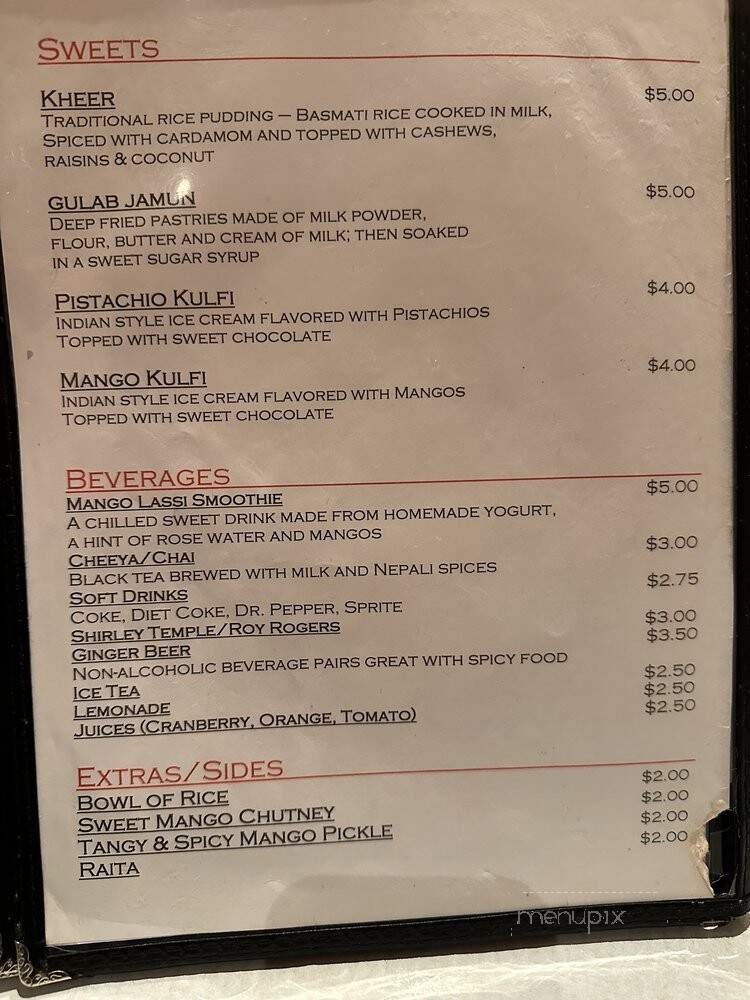 SWEETS
KHEER $5.00
TRADITIONAL RICE PUDDING – BASMATI RICE COOKED IN MILK,
SPICED WITH CARDAMOM AND TOPPED WITH CASHEWS,
RAISINS & COCONUT
GULAB JAMUN $5.00
DEEP FRIED PASTRIES MADE OF MILK POWDER,
FLOUR, BUTTER AND CREAM OF MILK; THEN SOAKED
IN A SWEET SUGAR SYRUP
PISTACHIO KULFI $4.00
INDIAN STYLE ICE CREAM FLAVORED WITH PISTACHIOS
TOPPED WITH SWEET CHOCOLATE
MANGO KULFI $4.00
INDIAN STYLE ICE CREAM FLAVORED WITH MANGOS
TOPPED WITH SWEET CHOCOLATE
BEVERAGES
MANGO LASSI SMOOTHIE $5.00
A CHILLED SWEET DRINK MADE FROM HOMEMADE YOGURT,
A HINT OF ROSE WATER AND MANGOS
CHEEYA/CHAI $3.00
BLACK TEA BREWED WITH MILK AND NEPALI SPICES
SOFT DRINKS $2.75
COKE, DIET COKE, DR. PEPPER, SPRITE
SHIRLEY TEMPLE/ROY ROGERS $3.00
GINGER BEER $3.50
NON-ALCOHOLIC BEVERAGE PAIRS GREAT WITH SPICY FOOD
ICE TEA $2.50
LEMONADE $2.50
JUICES (CRANBERRY, ORANGE, TOMATO) $2.50
EXTRAS/SIDES
BOWL OF RICE $2.00
SWEET MANGO CHUTNEY $2.00
TANGY & SPICY MANGO PICKLE $2.00
RAITA $2.00
menupix